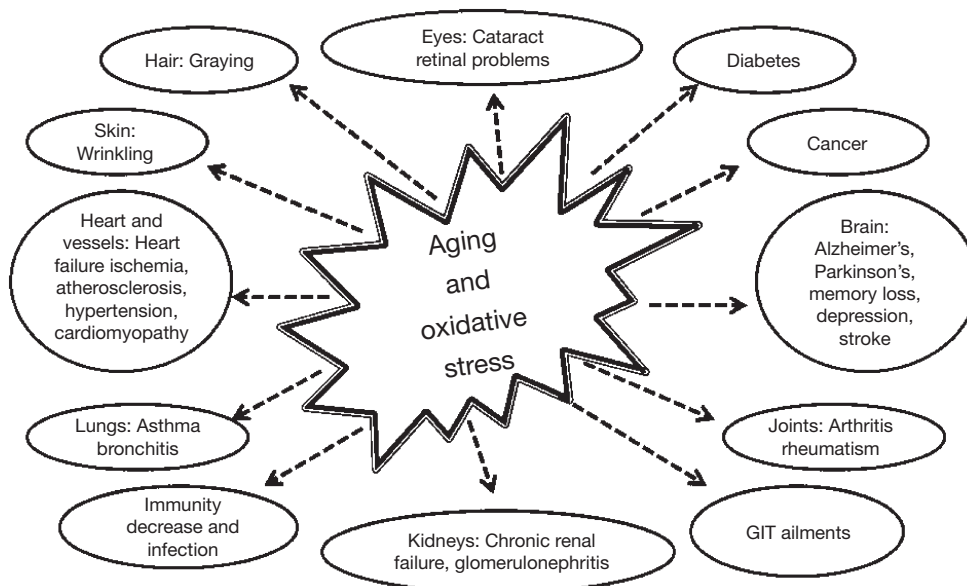 Eyes: Cataract
retinal problems
Hair: Graying
Diabetes
Skin:
Wrinkling
Cancer
Heart and
vessels: Heart
failure ischemia,
atherosclerosis,
hypertension,
cardiomyopathy
Aging
and
oxidative
stress
Brain:
Alzheimer’s,
Parkinson’s,
memory loss,
depression,
stroke
Lungs: Asthma
bronchitis
Joints: Arthritis
rheumatism
Immunity
decrease and
infection
Kidneys: Chronic renal
failure, glomerulonephritis
GIT ailments